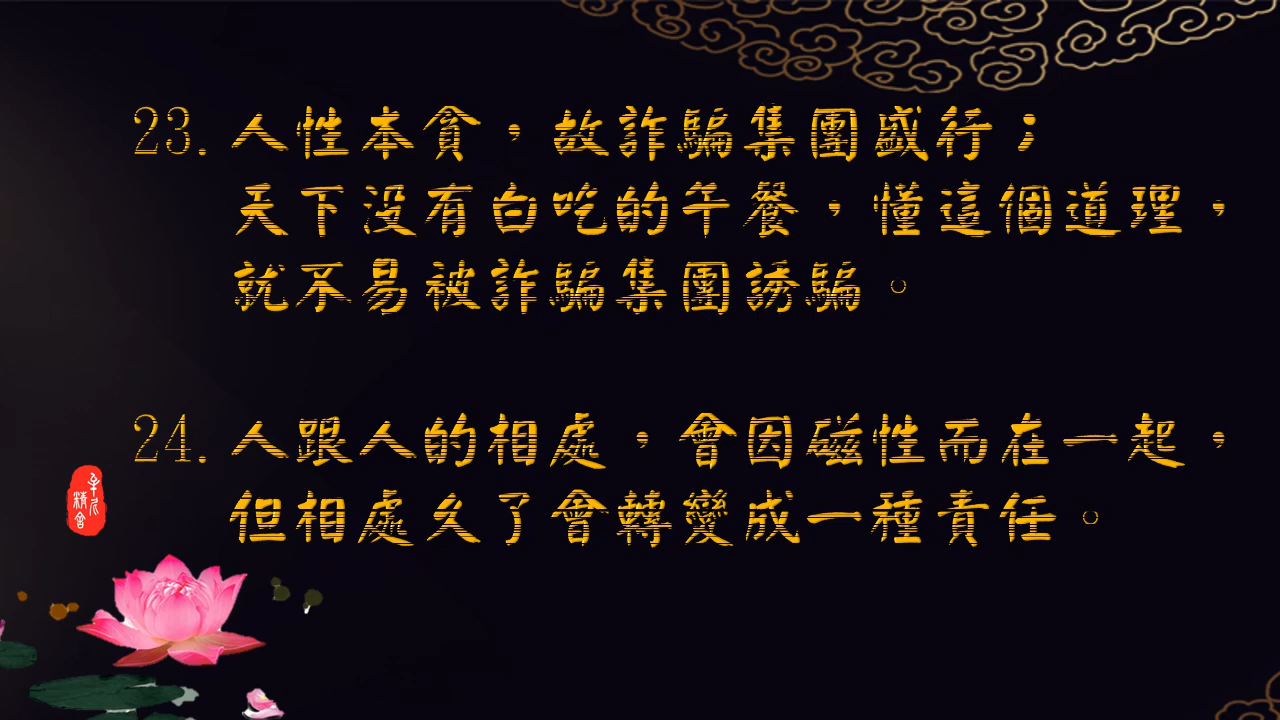 23. 人性本貪，故詐騙集團盛行；
天下沒有白吃的午餐，懂這個道理，
就不易被詐騙集團誘騙。
24. 人跟人的相處，會因磁性而在一起，
但相處久了會轉變成一種責任。